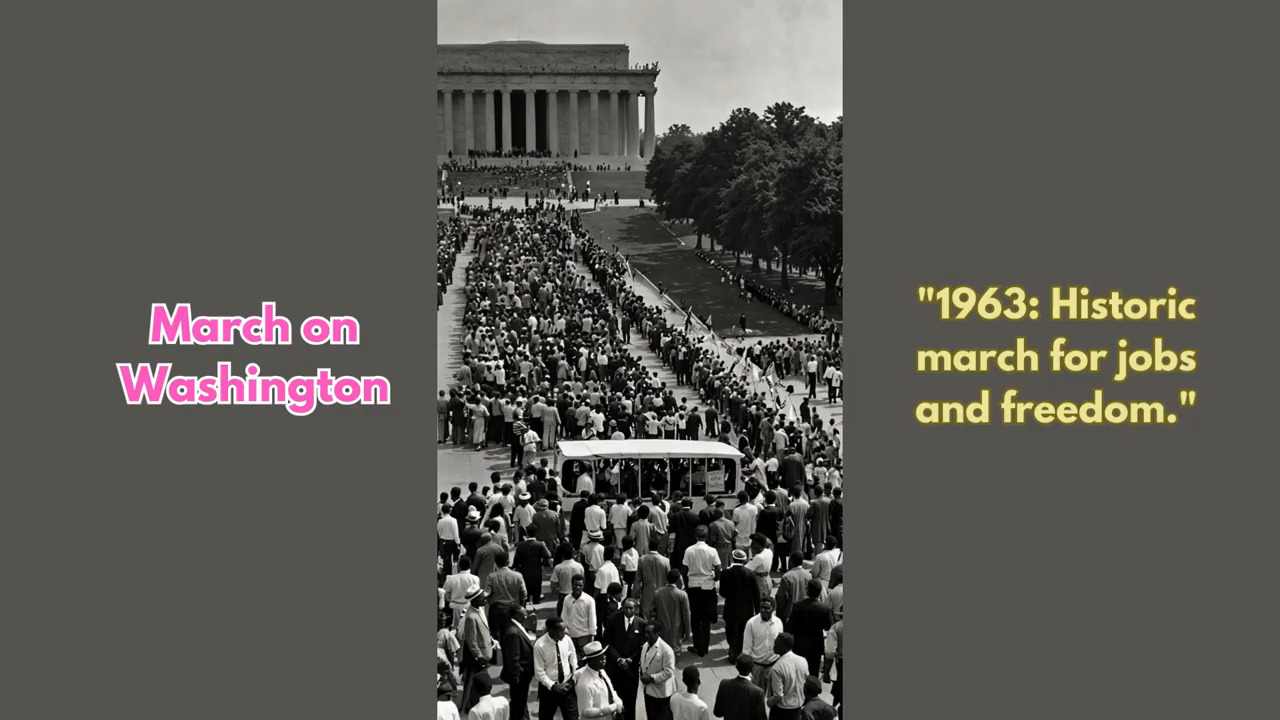 March on
Washington
"1963: Historic
march for jobs
and freedom."